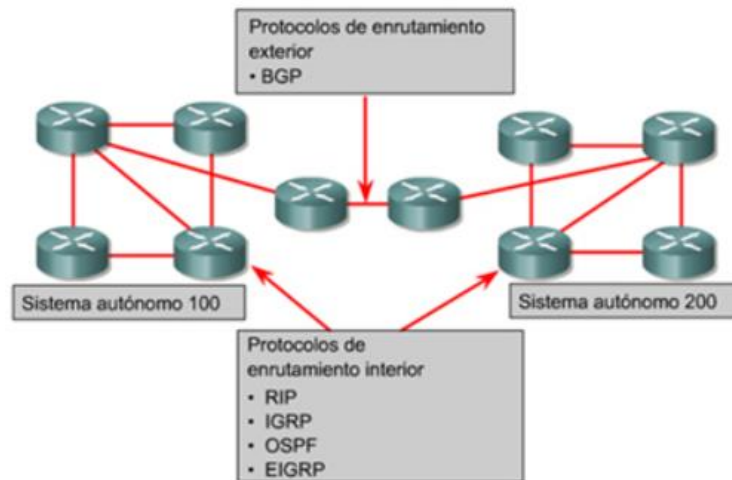 Protocolos de enrutamiento
exterior
• BGP
Sistema autónomo 100
Sistema autónomo 200
Protocolos de
enrutamiento interior
• RIP
• IGRP
• OSPF
• EIGRP